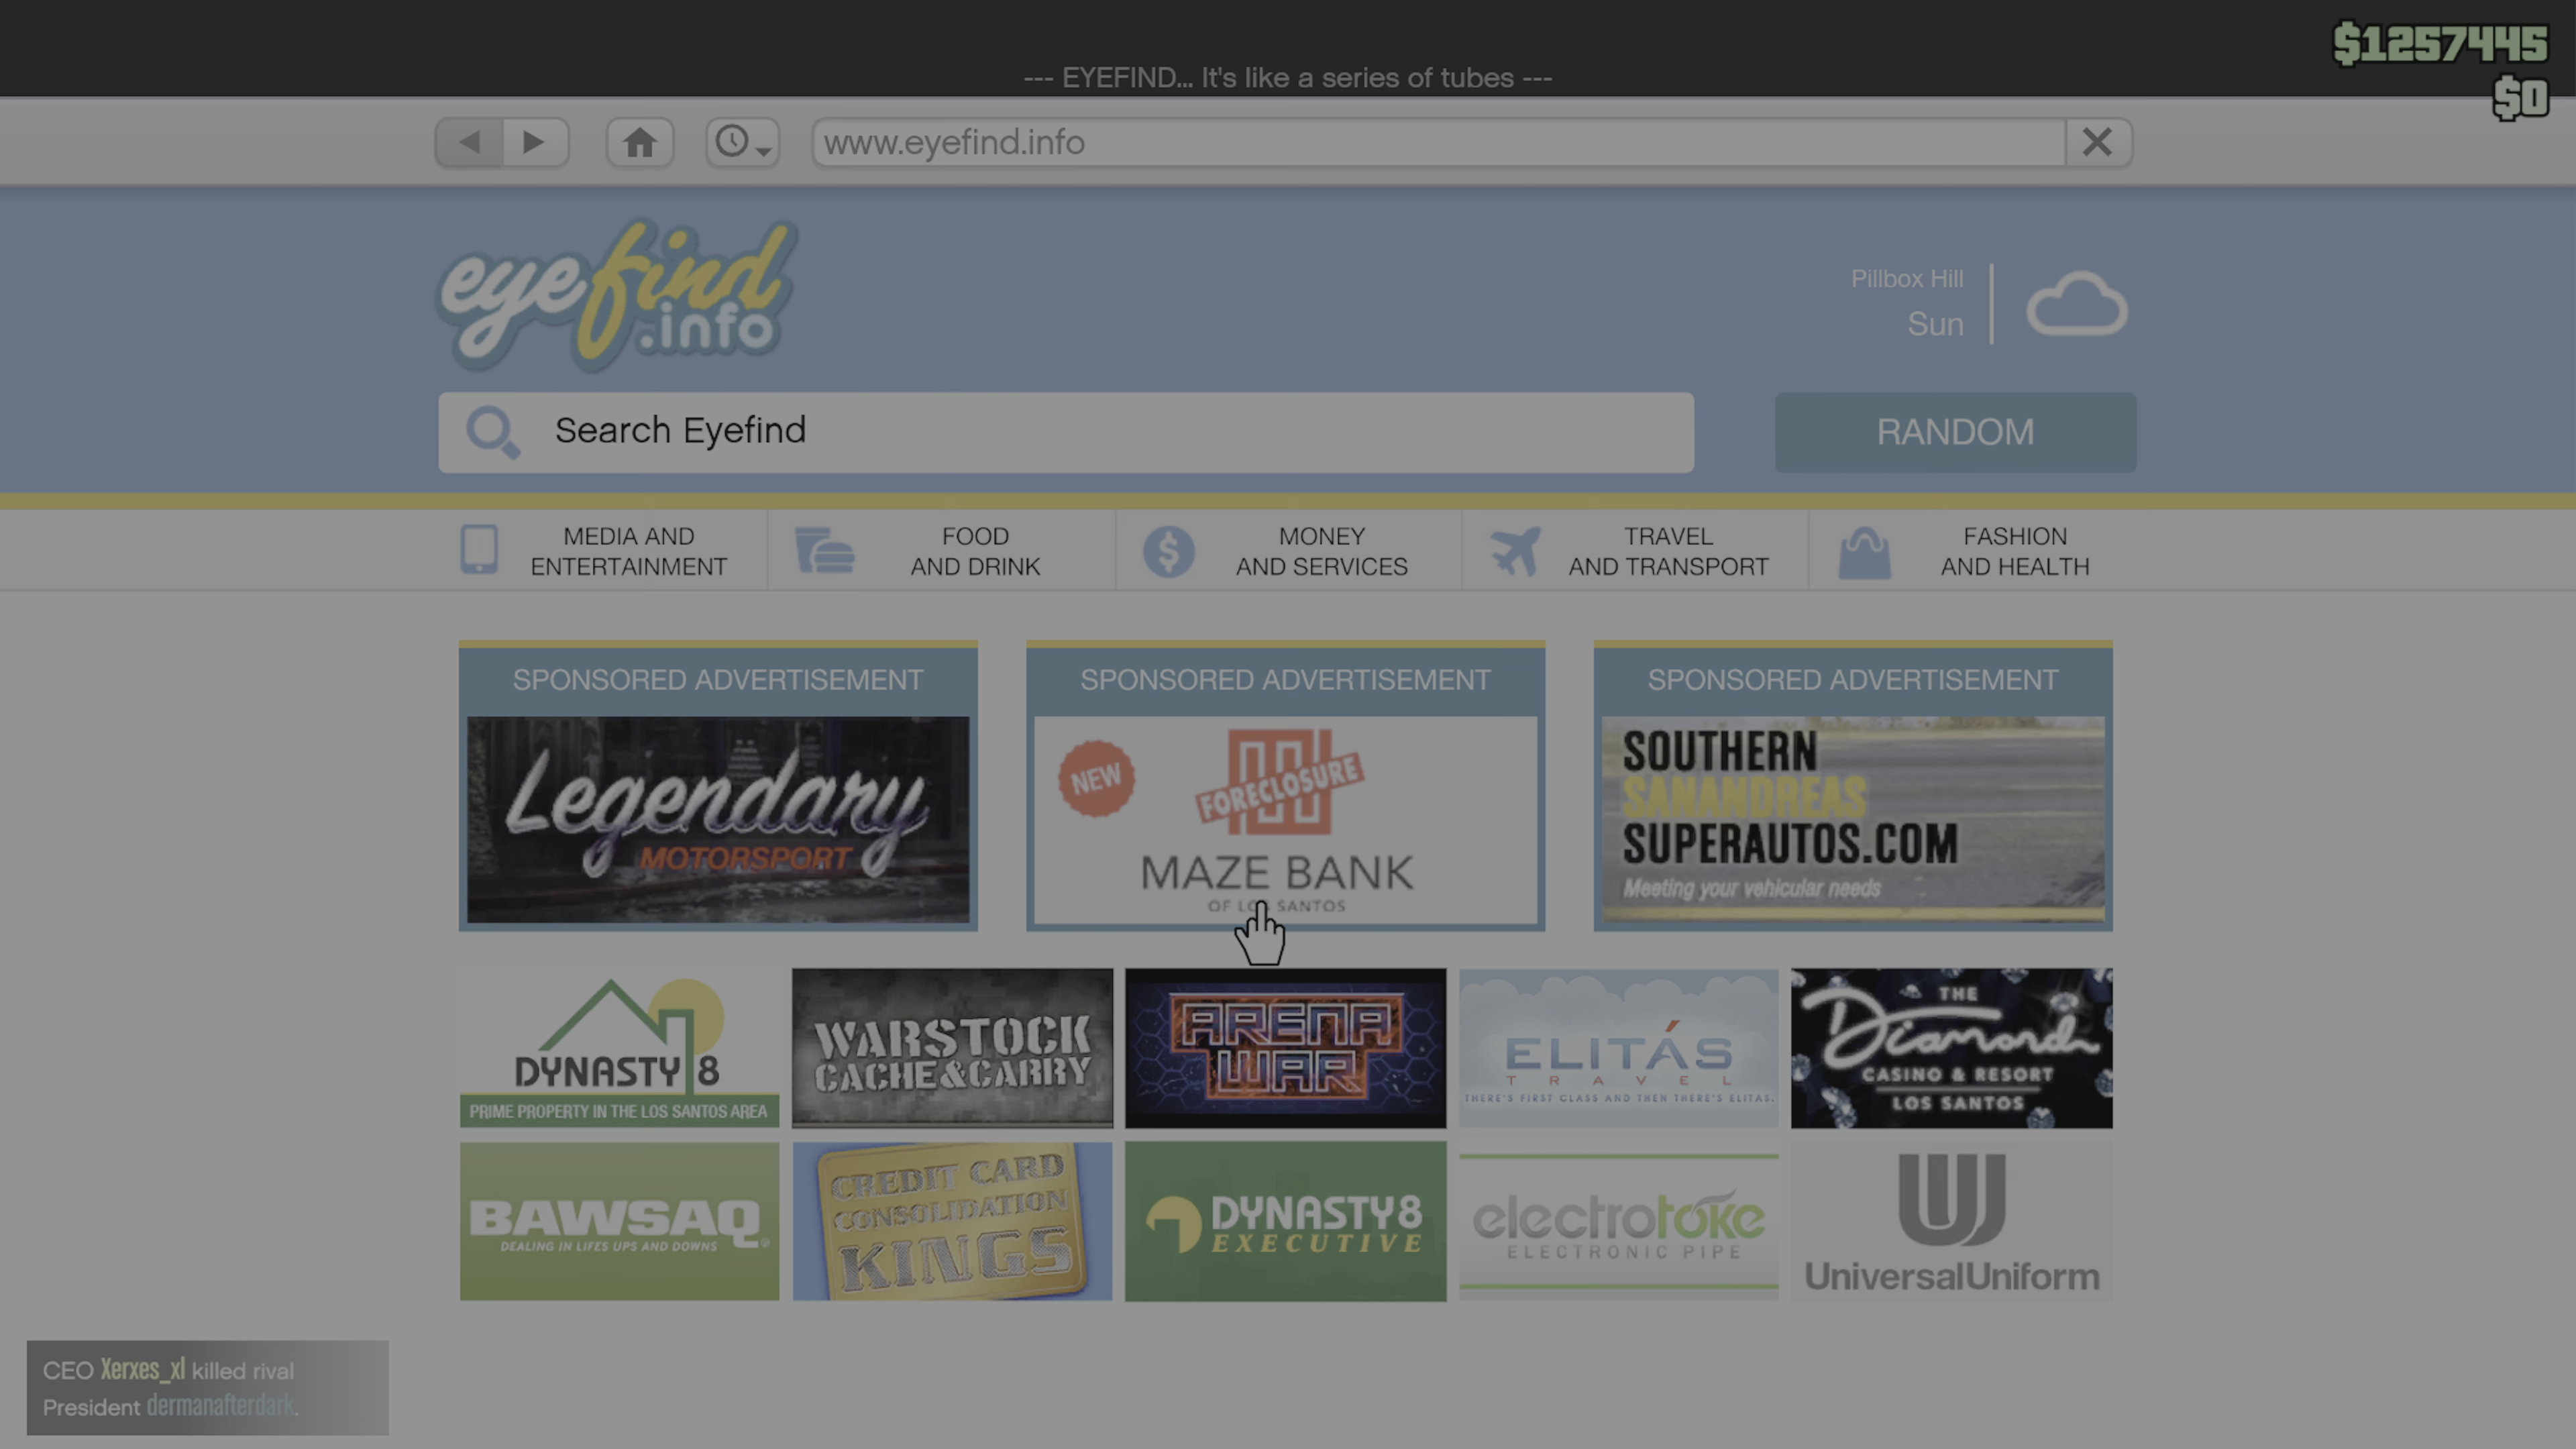 $1257445
--- EYEFIND... It's like a series of tubes ---
$0
www.eyefind.info
eyefind
.info
Pillbox Hill
Sun
Search Eyefind
RANDOM
MEDIA AND
ENTERTAINMENT
FOOD
AND DRINK
MONEY
AND SERVICES
TRAVEL
AND TRANSPORT
FASHION
AND HEALTH
SPONSORED ADVERTISEMENT
Legendary
MOTORSPORT
SPONSORED ADVERTISEMENT
NEW
FORECLOSURE
MAZE BANK
OF LOS SANTOS
SPONSORED ADVERTISEMENT
SOUTHERN
SANANDREAS
SUPERAUTOS.COM
Meeting your vehicular needs
DYNASTY 8
PRIME PROPERTY IN THE LOS SANTOS AREA
WARSTOCK
CACHE&CARRY
ARENA
WAR
ELITÁS
TRAVEL
THERE'S FIRST CLASS AND THEN THERE'S ELITAS.
THE
Diamond
CASINO & RESORT
LOS SANTOS
BAWSAQ
DEALING IN LIFES UPS AND DOWNS
CREDIT CARD
CONSOLIDATION
KINGS
DYNASTY8
EXECUTIVE
electrotoke
ELECTRONIC PIPE
UniversalUniform
CEO Xerxes_xl killed rival
President dermanafterdark.